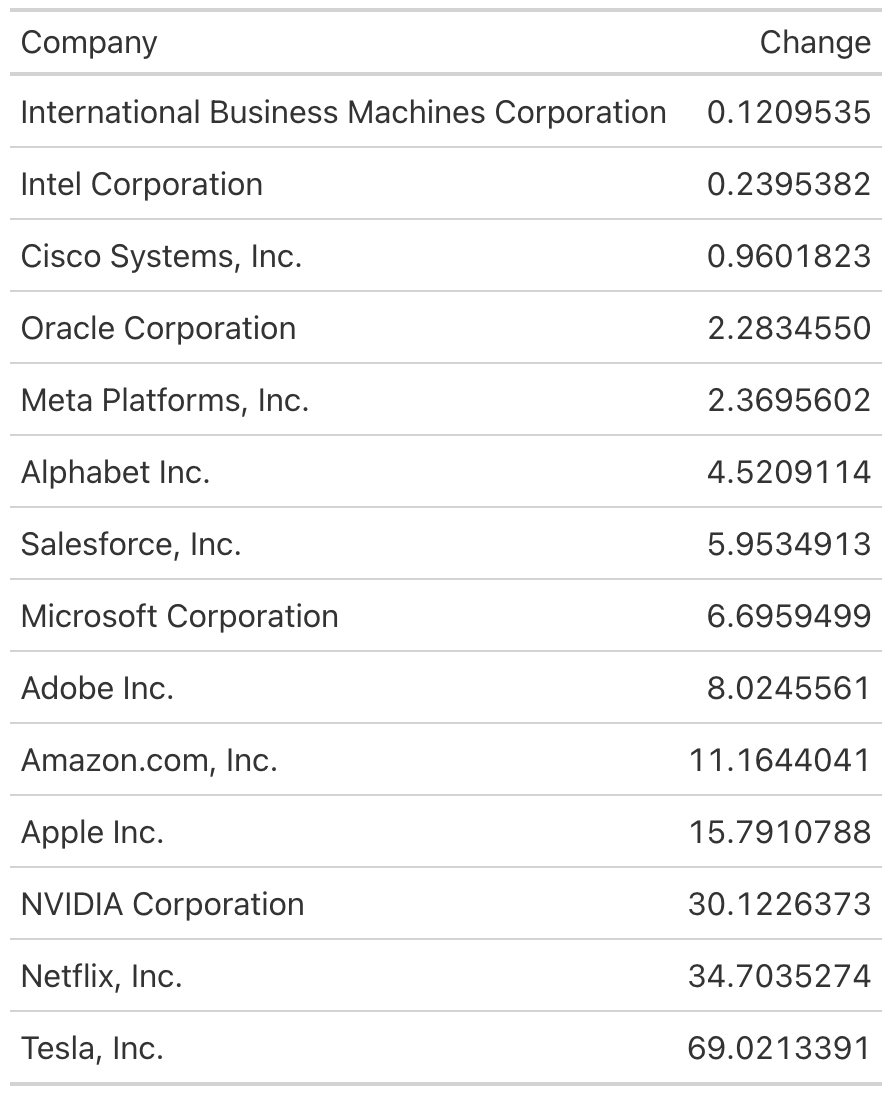 Company Change
International Business Machines Corporation 0.1209535
Intel Corporation 0.2395382
Cisco Systems, Inc. 0.9601823
Oracle Corporation 2.2834550
Meta Platforms, Inc. 2.3695602
Alphabet Inc. 4.5209114
Salesforce, Inc. 5.9534913
Microsoft Corporation 6.6959499
Adobe Inc. 8.0245561
Amazon.com, Inc. 11.1644041
Apple Inc. 15.7910788
NVIDIA Corporation 30.1226373
Netflix, Inc. 34.7035274
Tesla, Inc. 69.0213391